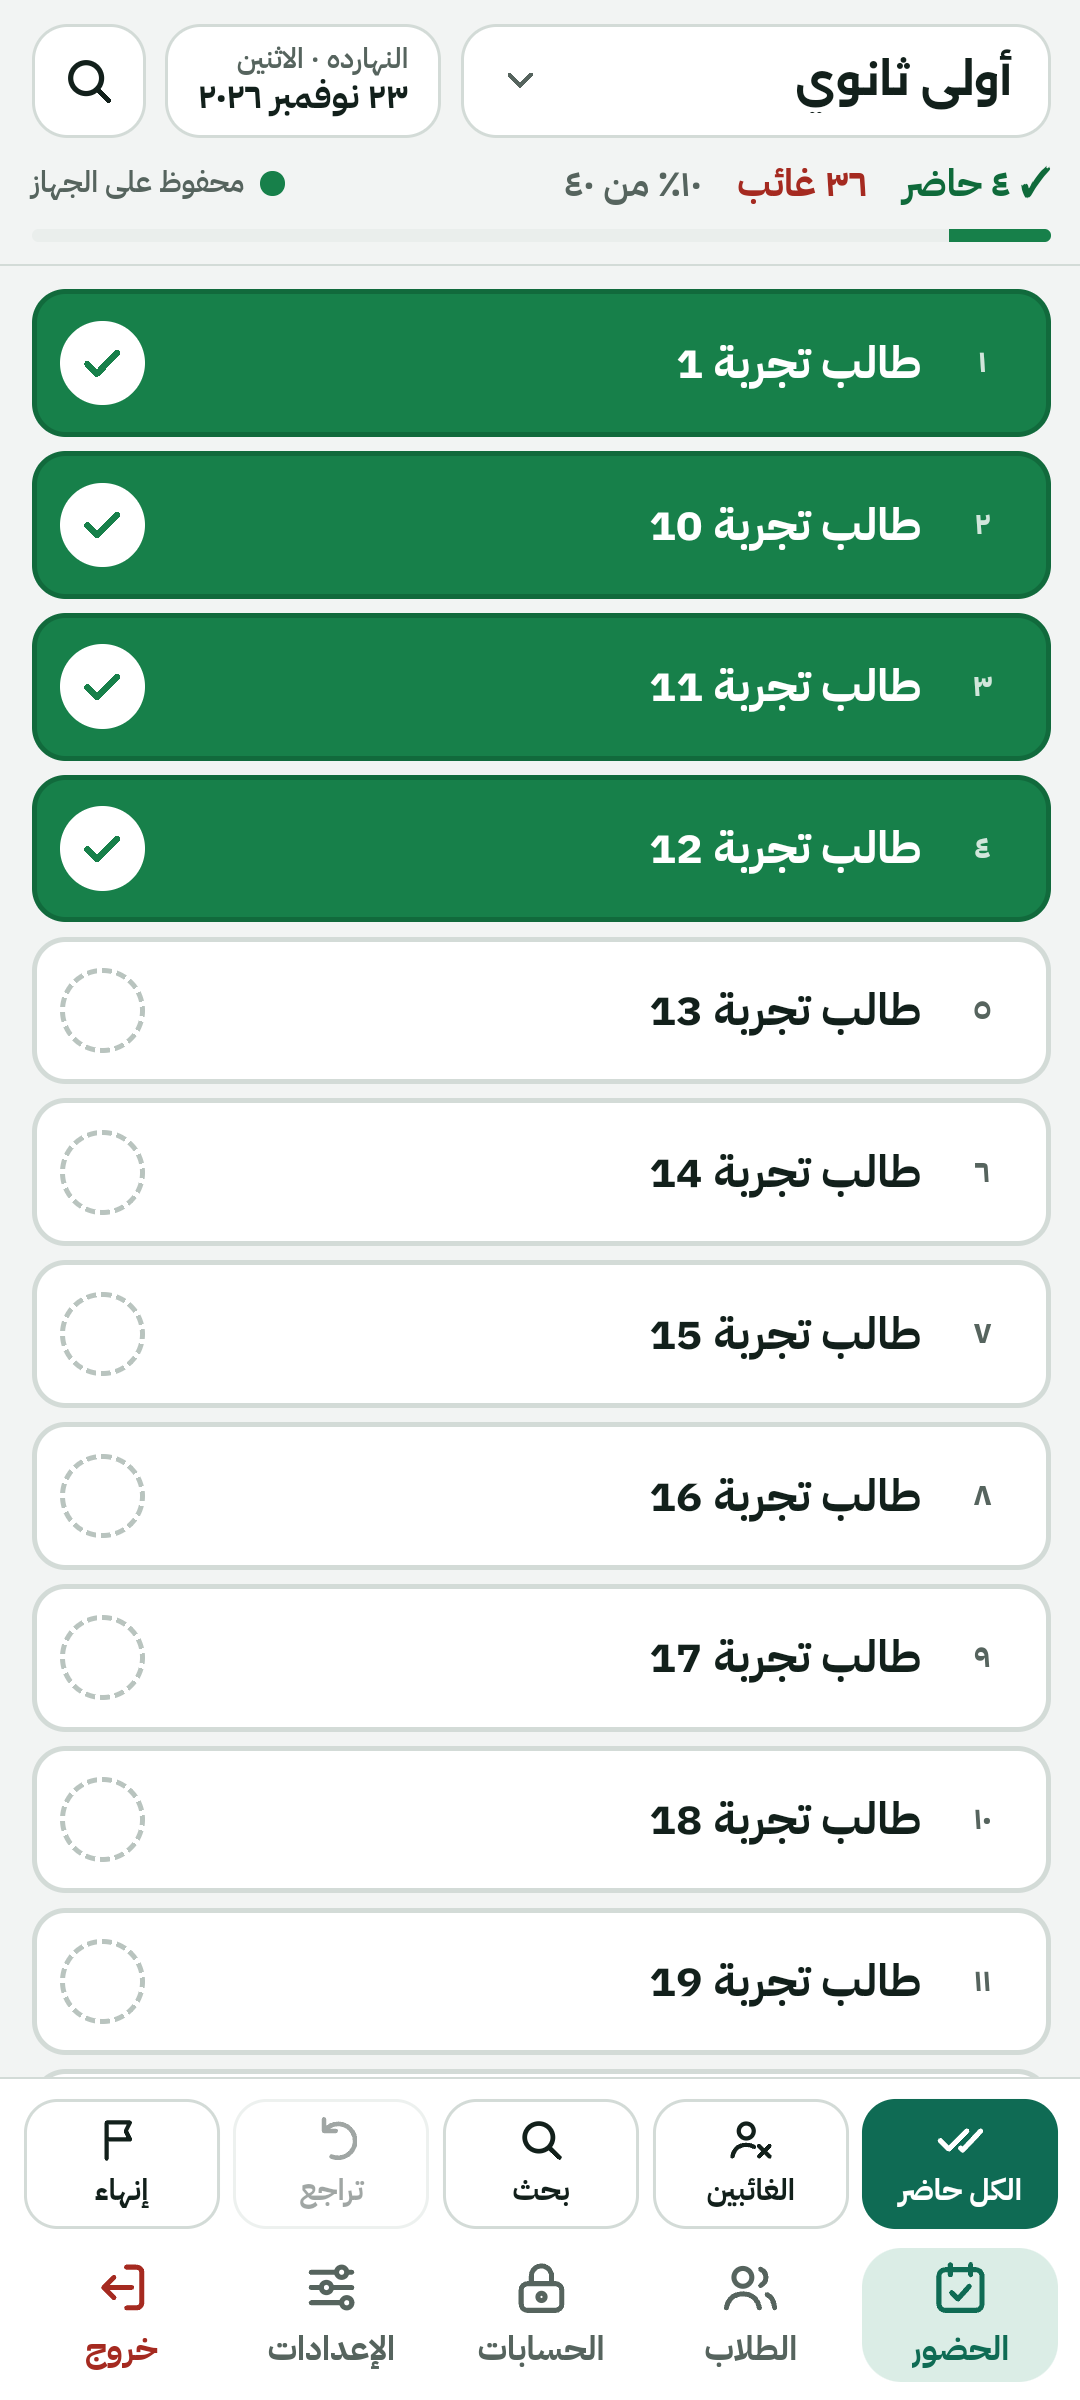 أولى ثانوي
النهارده · الاثنين
٢٣ نوفمبر ٢٠٢٦
✓ ٤ حاضر ٣٦ غائب ١٠٪ من ٤٠ محفوظ على الجهاز
١ طالب تجربة 1
٢ طالب تجربة 10
٣ طالب تجربة 11
٤ طالب تجربة 12
٥ طالب تجربة 13
٦ طالب تجربة 14
٧ طالب تجربة 15
٨ طالب تجربة 16
٩ طالب تجربة 17
١٠ طالب تجربة 18
١١ طالب تجربة 19
الكل حاضر الغائبين بحث تراجع إنهاء
الحضور الطلاب الحسابات الإعدادات خروج